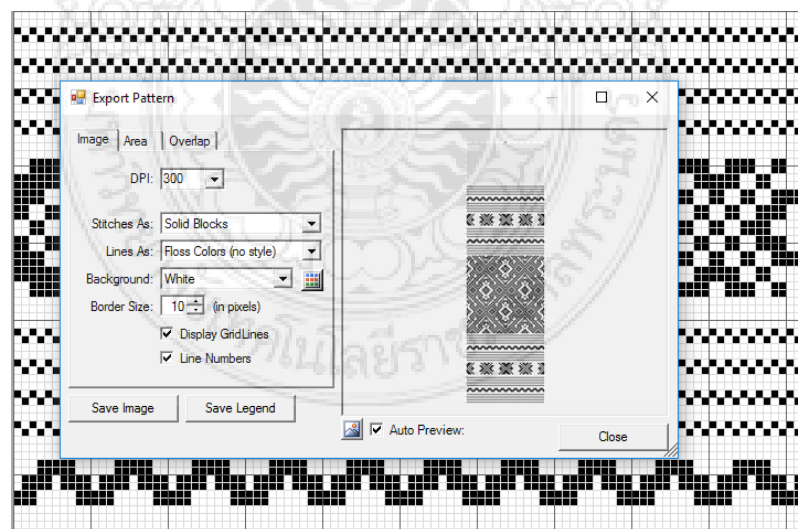 Export Pattern
Image Area Overlap
DPI: 300
Stitches As: Solid Blocks
Lines As: Floss Colors (no style)
Background: White
Border Size: 10 (in pixels)
Display GridLines
Line Numbers
Save Image Save Legend
Auto Preview:
Close